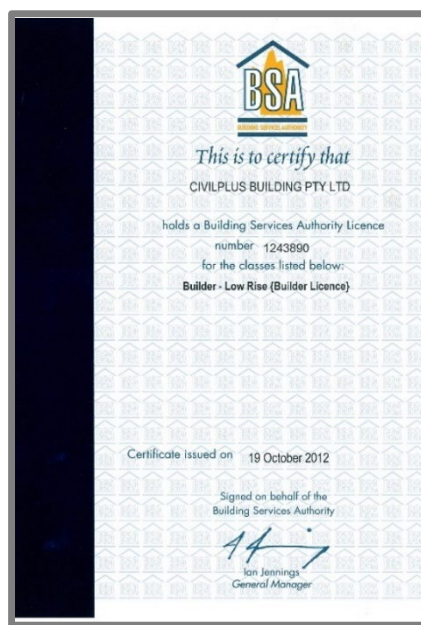 BSA
BUILDING SERVICES AUTHORITY
This is to certify that
CIVILPLUS BUILDING PTY LTD
holds a Building Services Authority Licence
number 1243890
for the classes listed below:
Builder - Low Rise {Builder Licence}
Certificate issued on 19 October 2012
Signed on behalf of the
Building Services Authority
Ian Jennings
General Manager